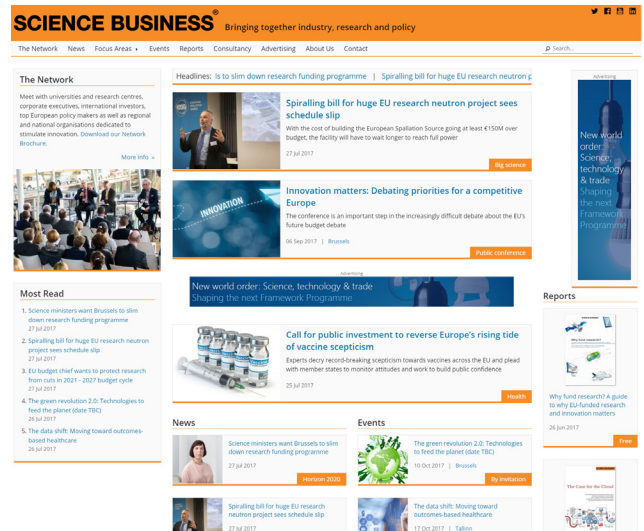 SCIENCE BUSINESS®
Bringing together industry, research and policy
The Network News Focus Areas Events Reports Consultancy Advertising About Us Contact
Search...
The Network
Meet with universities and research centres,
corporate executives, international investors,
top European policy makers as well as regional
and national organisations dedicated to
stimulate innovation. Download our Network
Brochure.
More info »
Most Read
1. Science ministers want Brussels to slim
down research funding programme
27 Jul 2017
2. Spiralling bill for huge EU research neutron
project sees schedule slip
27 Jul 2017
3. EU budget chief wants to protect research
from cuts in 2021 - 2027 budget cycle
27 Jul 2017
4. The green revolution 2.0: Technologies to
feed the planet (date TBC)
26 Jul 2017
5. The data shift: Moving toward outcomes-
based healthcare
26 Jul 2017
Headlines: ls to slim down research funding programme | Spiralling bill for huge EU research neutron p
Spiralling bill for huge EU research neutron project sees
schedule slip
With the cost of building the European Spallation Source going at least €150M over
budget, the facility will have to wait longer to reach full power
27 Jul 2017
Big science
INNOVATION
Innovation matters: Debating priorities for a competitive
Europe
The conference is an important step in the increasingly difficult debate about the EU's
future budget debate
06 Sep 2017 | Brussels
Public conference
Advertising
New world order: Science, technology & trade
Shaping the next Framework Programme
Call for public investment to reverse Europe's rising tide
of vaccine scepticism
Experts decry record-breaking scepticism towards vaccines across the EU and plead
with member states to monitor attitudes and work to build public confidence
25 Jul 2017
Health
News
Science ministers want Brussels to slim
down research funding programme
27 Jul 2017
Horizon 2020
Spiralling bill for huge EU research
neutron project sees schedule slip
27 Jul 2017
Events
The green revolution 2.0: Technologies
to feed the planet (date TBC)
10 Oct 2017 | Brussels
By invitation
The data shift: Moving toward
outcomes-based healthcare
17 Oct 2017 | Tallinn
Advertising
New world
order:
Science,
technology
& trade
Shaping
the next
Framework
Programme
Reports
Why fund research?
Why fund research? A guide
to why EU-funded research
and innovation matters
26 Jun 2017
Free
The Case for the Cloud